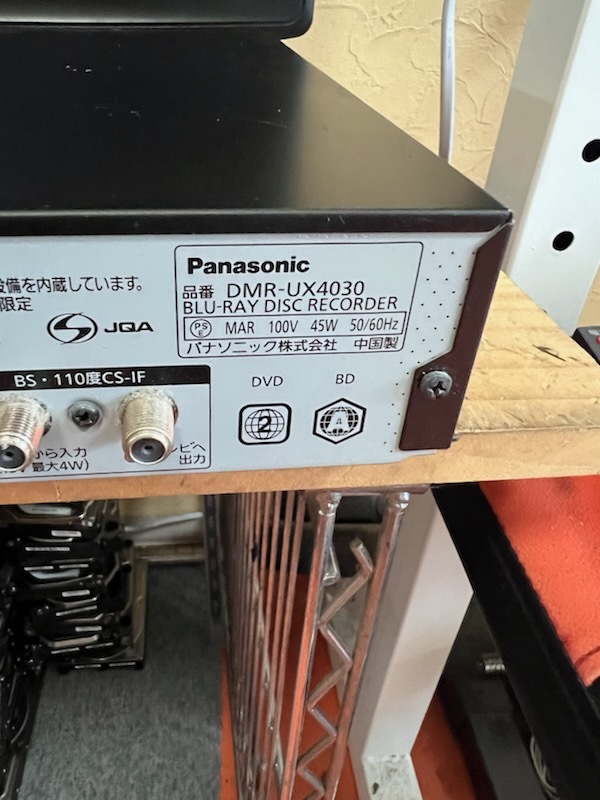 設備を内蔵しています。
限定
JQA
Panasonic
品番 DMR-UX4030
BLU-RAY DISC RECORDER
PSE MAR 100V 45W 50/60Hz
パナソニック株式会社 中国製
BS・110度CS-IF
から入力
最大4W)
ビへ
出力
DVD
2
BD
A